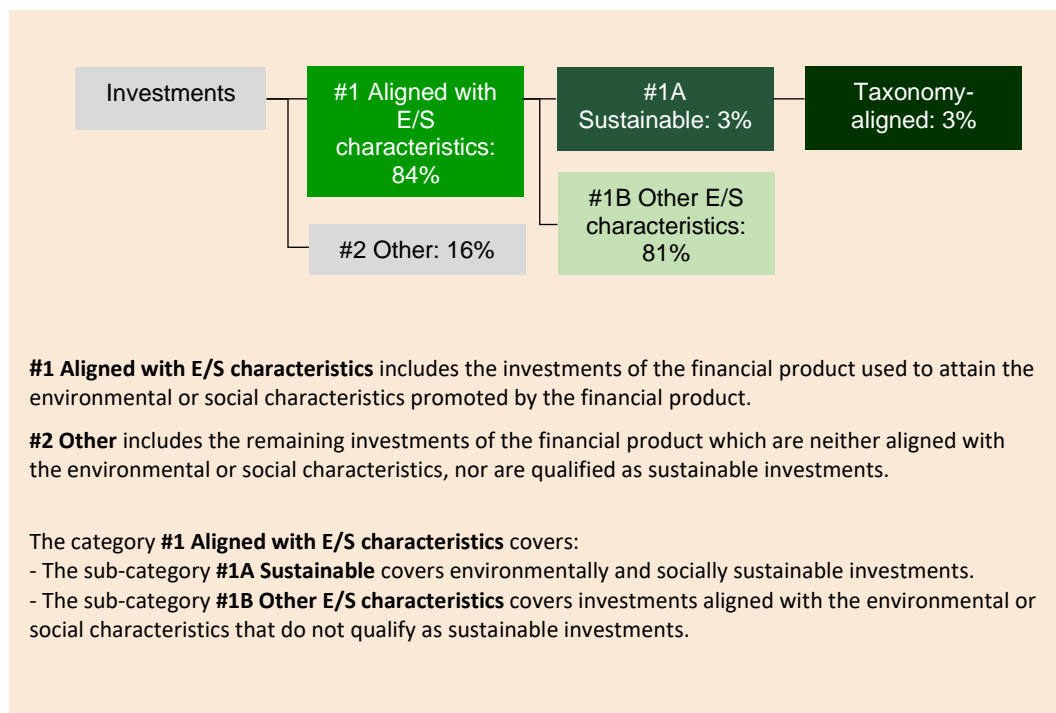 Investments
#1 Aligned with
E/S
characteristics:
84%
#1A
Sustainable: 3%
Taxonomy-
aligned: 3%
#2 Other: 16%
#1B Other E/S
characteristics:
81%
#1 Aligned with E/S characteristics includes the investments of the financial product used to attain the
environmental or social characteristics promoted by the financial product.
#2 Other includes the remaining investments of the financial product which are neither aligned with
the environmental or social characteristics, nor are qualified as sustainable investments.
The category #1 Aligned with E/S characteristics covers:
- The sub-category #1A Sustainable covers environmentally and socially sustainable investments.
- The sub-category #1B Other E/S characteristics covers investments aligned with the environmental or
social characteristics that do not qualify as sustainable investments.